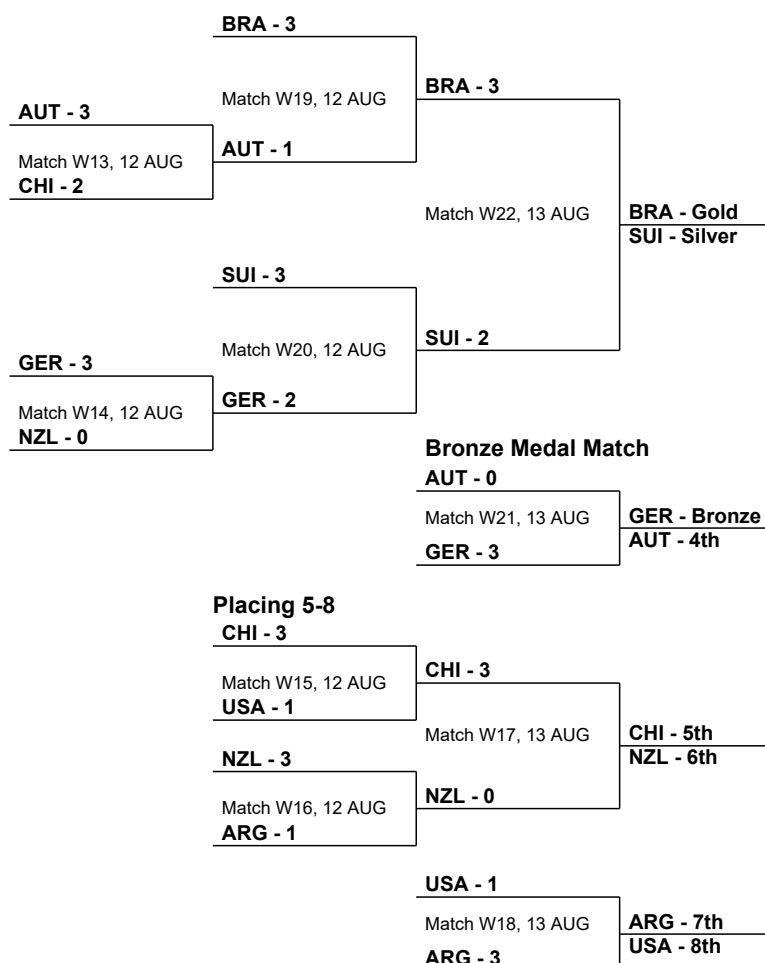 BRA - 3
Match W19, 12 AUG
BRA - 3
AUT - 3
Match W13, 12 AUG
AUT - 1
CHI - 2
Match W22, 13 AUG
BRA - Gold
SUI - Silver
SUI - 3
Match W20, 12 AUG
SUI - 2
GER - 3
Match W14, 12 AUG
GER - 2
NZL - 0
Bronze Medal Match
AUT - 0
Match W21, 13 AUG
GER - Bronze
AUT - 4th
GER - 3
Placing 5-8
CHI - 3
Match W15, 12 AUG
CHI - 3
USA - 1
Match W17, 13 AUG
CHI - 5th
NZL - 6th
NZL - 3
Match W16, 12 AUG
NZL - 0
ARG - 1
USA - 1
Match W18, 13 AUG
ARG - 7th
USA - 8th
ARG - 3